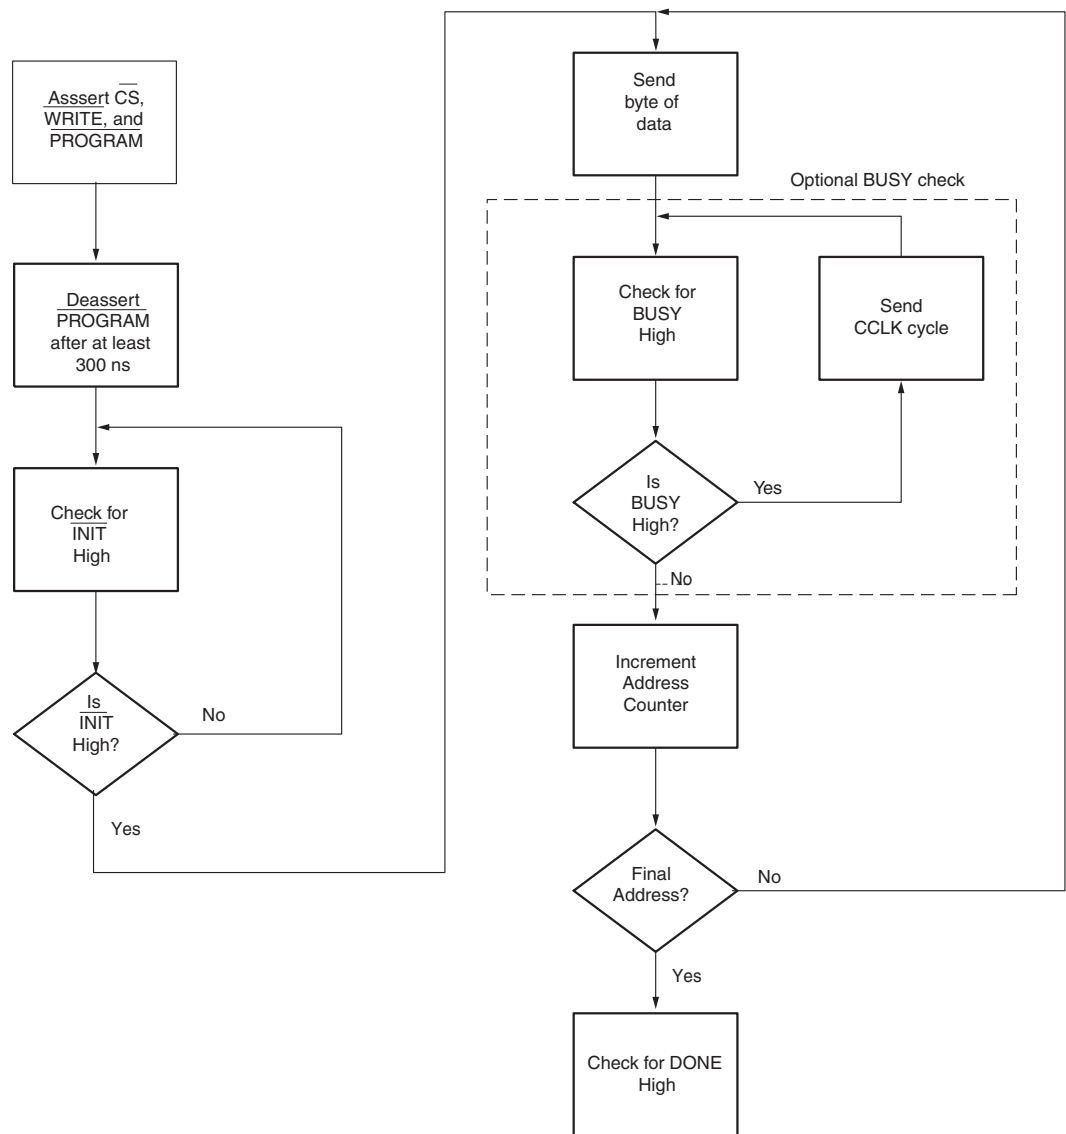 Asssert CS,
WRITE, and
PROGRAM
Deassert
PROGRAM
after at least
300 ns
Check for
INIT
High
Is
INIT
High?
No
Yes
Send
byte of
data
Optional BUSY check
Check for
BUSY
High
Send
CCLK cycle
Is
BUSY
High?
Yes
No
Increment
Address
Counter
Final
Address?
No
Yes
Check for DONE
High